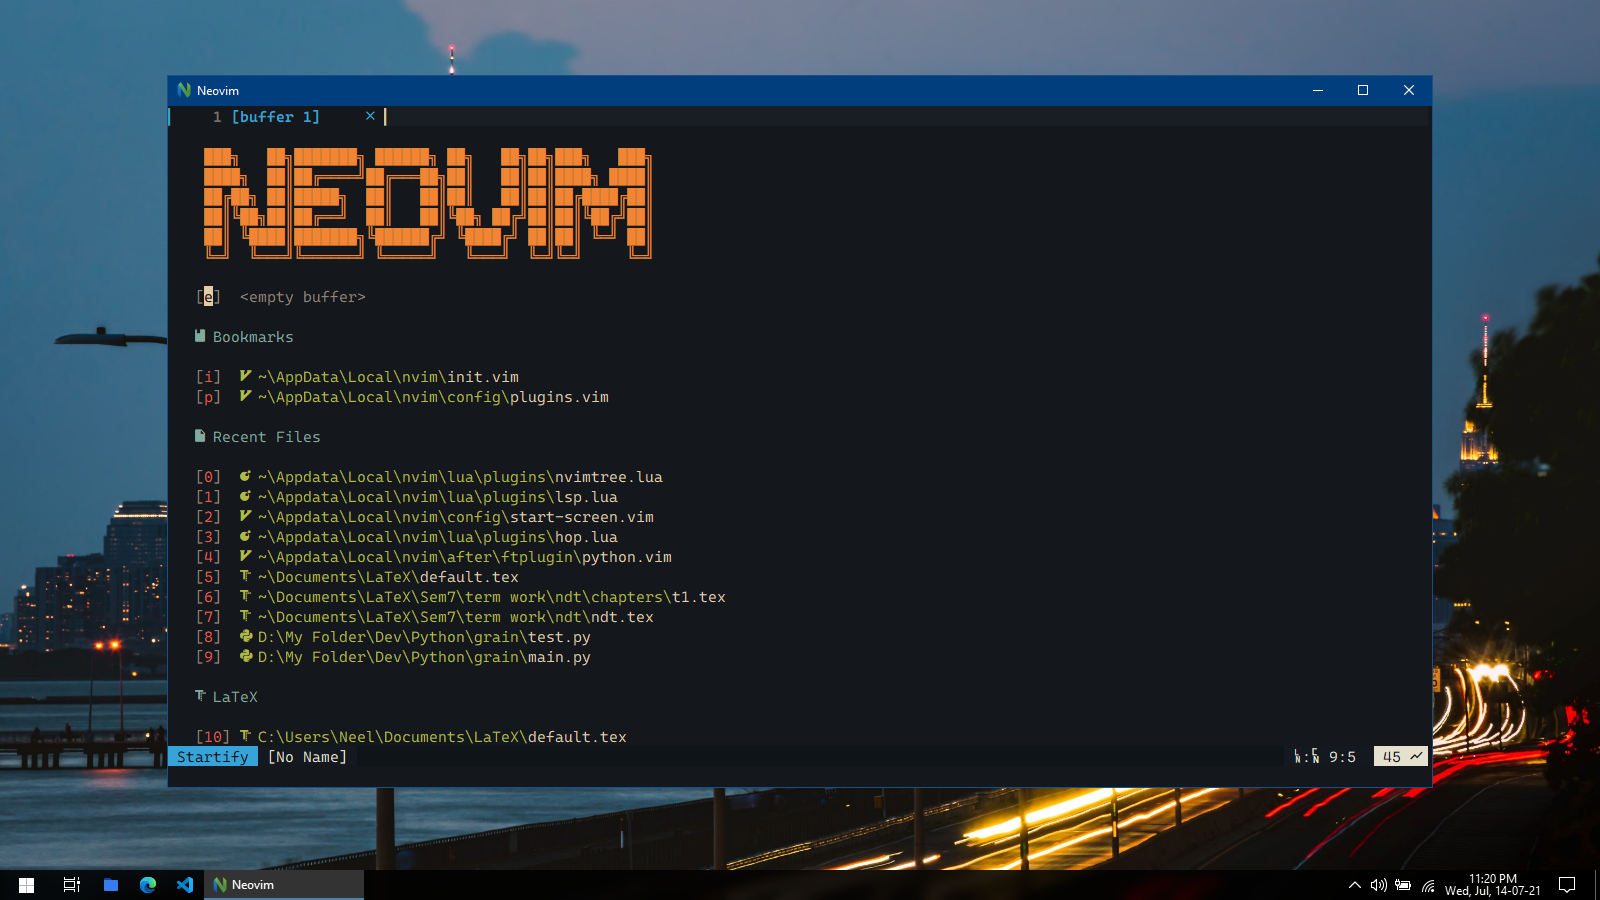 Neovim
1 [buffer 1] ×
NEOVIM
[e] <empty buffer>
Bookmarks
[i] ~\AppData\Local\nvim\init.vim
[p] ~\AppData\Local\nvim\config\plugins.vim
Recent Files
[0] ~\Appdata\Local\nvim\lua\plugins\nvimtree.lua
[1] ~\Appdata\Local\nvim\lua\plugins\lsp.lua
[2] ~\Appdata\Local\nvim\config\start-screen.vim
[3] ~\Appdata\Local\nvim\lua\plugins\hop.lua
[4] ~\Appdata\Local\nvim\after\ftplugin\python.vim
[5] ~\Documents\LaTeX\default.tex
[6] ~\Documents\LaTeX\Sem7\term work\ndt\chapters\t1.tex
[7] ~\Documents\LaTeX\Sem7\term work\ndt\ndt.tex
[8] D:\My Folder\Dev\Python\grain\test.py
[9] D:\My Folder\Dev\Python\grain\main.py
LaTeX
[10] C:\Users\Neel\Documents\LaTeX\default.tex
Startify [No Name] LN:CN 9:5 45
Neovim
11:20 PM
Wed, Jul, 14-07-21